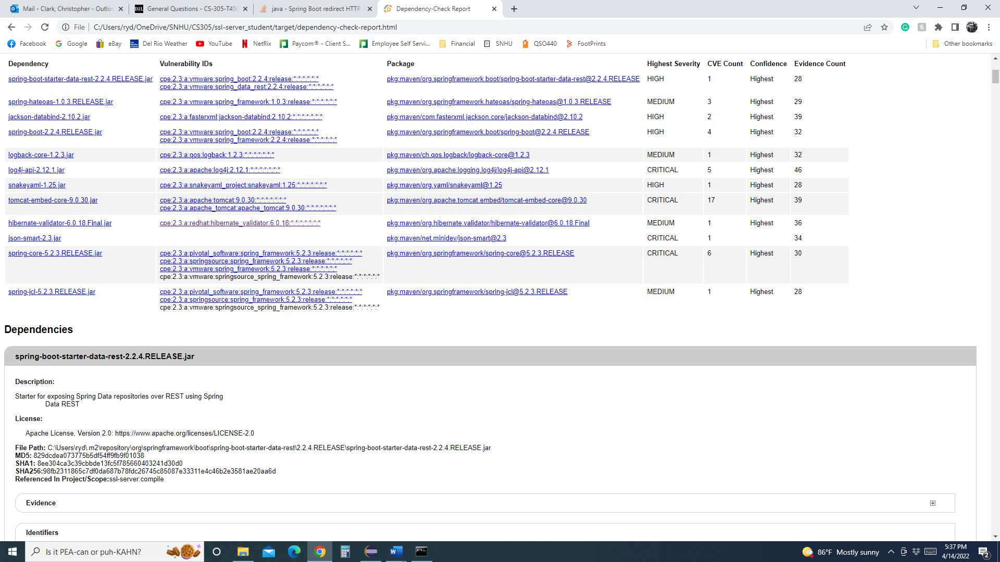 Mail - Clark, Christopher - Outloo
D2L General Questions - CS-305-T45
java - Spring Boot redirect HTTP
Dependency-Check Report
File C:/Users/ryd/OneDrive/SNHU/CS305/ssl-server_student/target/dependency-check-report.html
Facebook Google eBay Del Rio Weather YouTube Netflix Paycom® - Client S... Employee Self Servi... Financial SNHU QSO440 FootPrints Other bookmarks
Dependency Vulnerability IDs Package Highest Severity CVE Count Confidence Evidence Count
spring-boot-starter-data-rest-2.2.4.RELEASE.jar cpe:2.3:a:vmware:spring_boot:2.2.4:release:*:*:*:*:*:* pkg:maven/org.springframework.boot/spring-boot-starter-data-rest@2.2.4.RELEASE HIGH 1 Highest 28
cpe:2.3:a:vmware:spring_data_rest:2.2.4:release:*:*:*:*:*:*
spring-hateoas-1.0.3.RELEASE.jar cpe:2.3:a:vmware:spring_framework:1.0.3:release:*:*:*:*:*:* pkg:maven/org.springframework.hateoas/spring-hateoas@1.0.3.RELEASE MEDIUM 3 Highest 29
jackson-databind-2.10.2.jar cpe:2.3:a:fasterxml:jackson-databind:2.10.2:*:*:*:*:*:*:* pkg:maven/com.fasterxml.jackson.core/jackson-databind@2.10.2 HIGH 2 Highest 39
spring-boot-2.2.4.RELEASE.jar cpe:2.3:a:vmware:spring_boot:2.2.4:release:*:*:*:*:*:* pkg:maven/org.springframework.boot/spring-boot@2.2.4.RELEASE HIGH 4 Highest 32
cpe:2.3:a:vmware:spring_framework:2.2.4:release:*:*:*:*:*:*
logback-core-1.2.3.jar cpe:2.3:a:qos:logback:1.2.3:*:*:*:*:*:*:* pkg:maven/ch.qos.logback/logback-core@1.2.3 MEDIUM 1 Highest 32
log4j-api-2.12.1.jar cpe:2.3:a:apache:log4j:2.12.1:*:*:*:*:*:*:* pkg:maven/org.apache.logging.log4j/log4j-api@2.12.1 CRITICAL 5 Highest 46
snakeyaml-1.25.jar cpe:2.3:a:snakeyaml_project:snakeyaml:1.25:*:*:*:*:*:*:* pkg:maven/org.yaml/snakeyaml@1.25 HIGH 1 Highest 28
tomcat-embed-core-9.0.30.jar cpe:2.3:a:apache:tomcat:9.0.30:*:*:*:*:*:*:* pkg:maven/org.apache.tomcat.embed/tomcat-embed-core@9.0.30 CRITICAL 17 Highest 39
cpe:2.3:a:apache_tomcat:apache_tomcat:9.0.30:*:*:*:*:*:*:*
hibernate-validator-6.0.18.Final.jar cpe:2.3:a:redhat:hibernate_validator:6.0.18:*:*:*:*:*:*:* pkg:maven/org.hibernate.validator/hibernate-validator@6.0.18.Final MEDIUM 1 Highest 36
json-smart-2.3.jar pkg:maven/net.minidev/json-smart@2.3 CRITICAL 1 34
spring-core-5.2.3.RELEASE.jar cpe:2.3:a:pivotal_software:spring_framework:5.2.3:release:*:*:*:*:*:* pkg:maven/org.springframework/spring-core@5.2.3.RELEASE CRITICAL 6 Highest 30
cpe:2.3:a:springsource:spring_framework:5.2.3:release:*:*:*:*:*:*
cpe:2.3:a:vmware:spring_framework:5.2.3:release:*:*:*:*:*:*
cpe:2.3:a:vmware:springsource_spring_framework:5.2.3:release:*:*:*:*:*:*
spring-jcl-5.2.3.RELEASE.jar cpe:2.3:a:pivotal_software:spring_framework:5.2.3:release:*:*:*:*:*:* pkg:maven/org.springframework/spring-jcl@5.2.3.RELEASE MEDIUM 1 Highest 28
cpe:2.3:a:springsource:spring_framework:5.2.3:release:*:*:*:*:*:*
cpe:2.3:a:vmware:springsource_spring_framework:5.2.3:release:*:*:*:*:*:*
Dependencies
spring-boot-starter-data-rest-2.2.4.RELEASE.jar
Description:
Starter for exposing Spring Data repositories over REST using Spring
Data REST
License:
Apache License, Version 2.0: https://www.apache.org/licenses/LICENSE-2.0
File Path: C:\Users\ryd\.m2\repository\org\springframework\boot\spring-boot-starter-data-rest\2.2.4.RELEASE\spring-boot-starter-data-rest-2.2.4.RELEASE.jar
MD5: 829dcdea073775b5df54ff9fb9f01038
SHA1: 8ee304ca3c39cbbde13fc5f785660403241d30d0
SHA256:98fb2311865c7df0da687b78fdc26745c85087e33311e4c46b2e3581ae20aa6d
Referenced In Project/Scope:ssl-server:compile
Evidence
Identifiers
Is it PEA-can or puh-KAHN?
86°F Mostly sunny
5:37 PM
4/14/2022
2